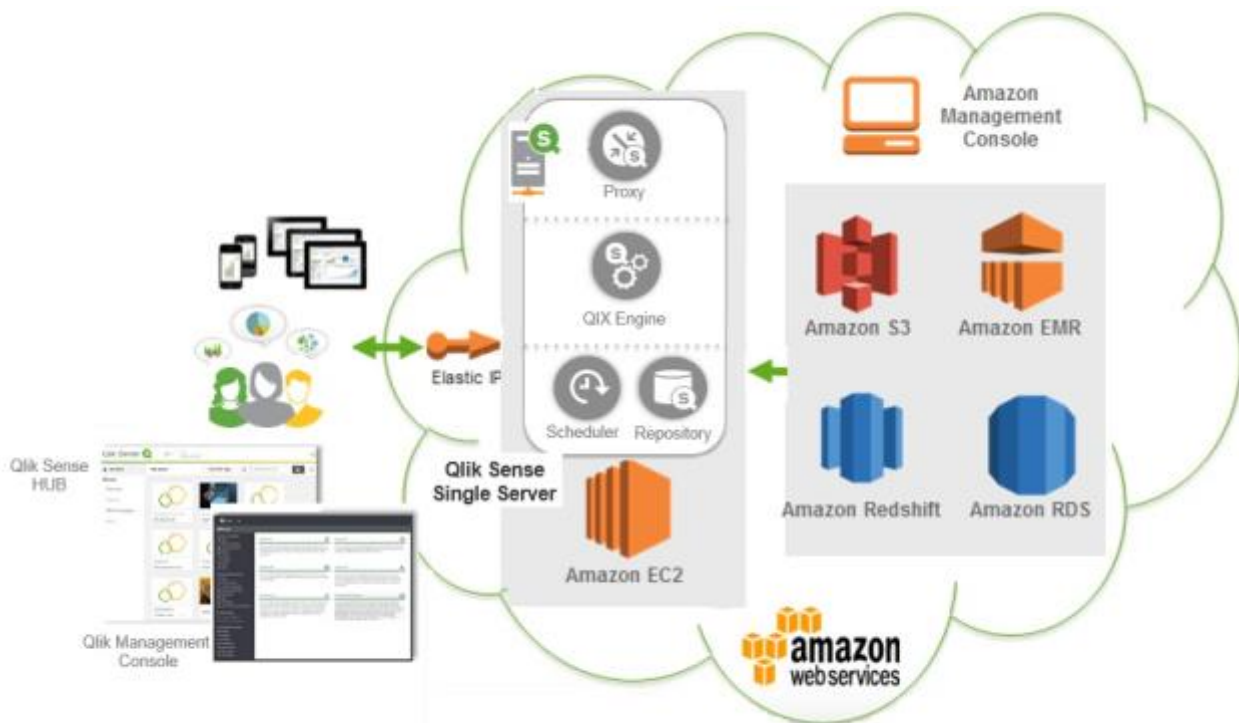 Amazon
Management
Console
Proxy
QIX Engine
Scheduler
Repository
Elastic IP
Qlik Sense
Single Server
Amazon EC2
Amazon S3
Amazon EMR
Amazon Redshift
Amazon RDS
Qlik Sense
HUB
Qlik Management
Console
amazon
webservices